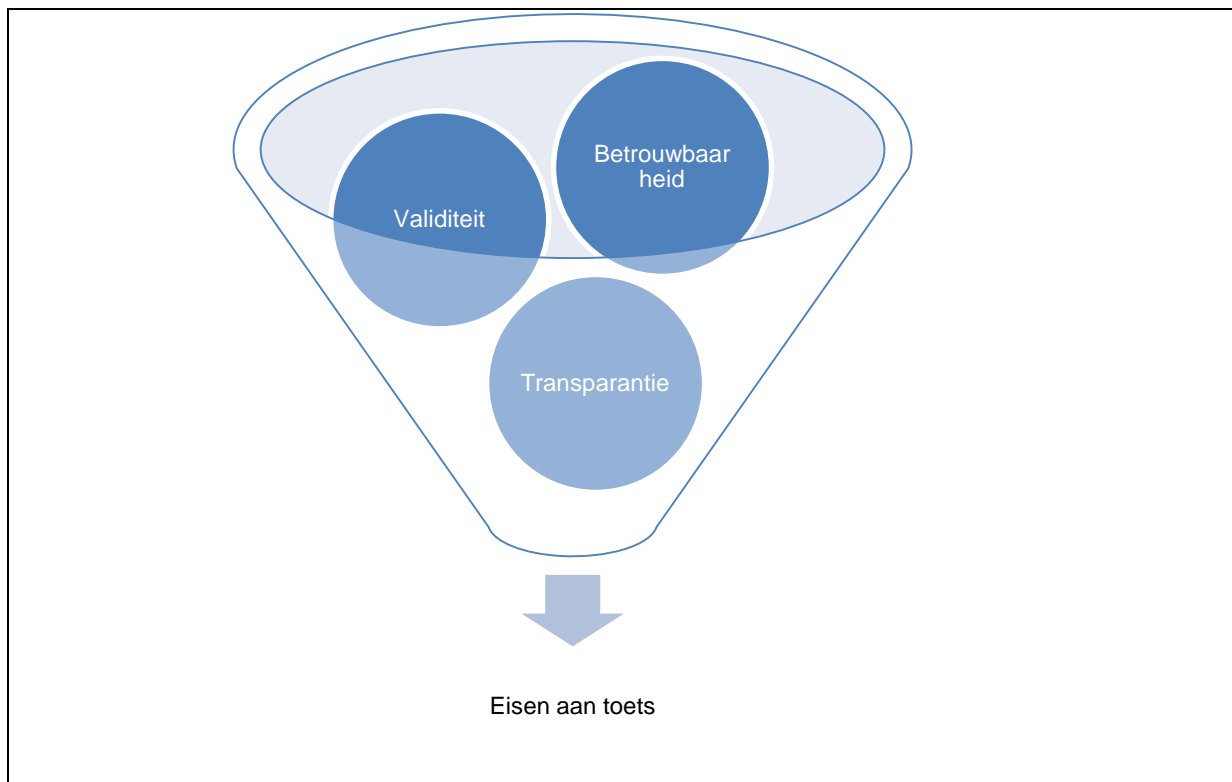 Betrouwbaar
heid
Validiteit
Transparantie
Eisen aan toets